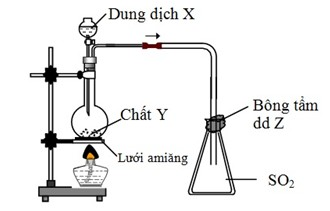 Dung dịch X
Chất Y
Lưới amiăng
Bông tẩm
dd Z
SO₂